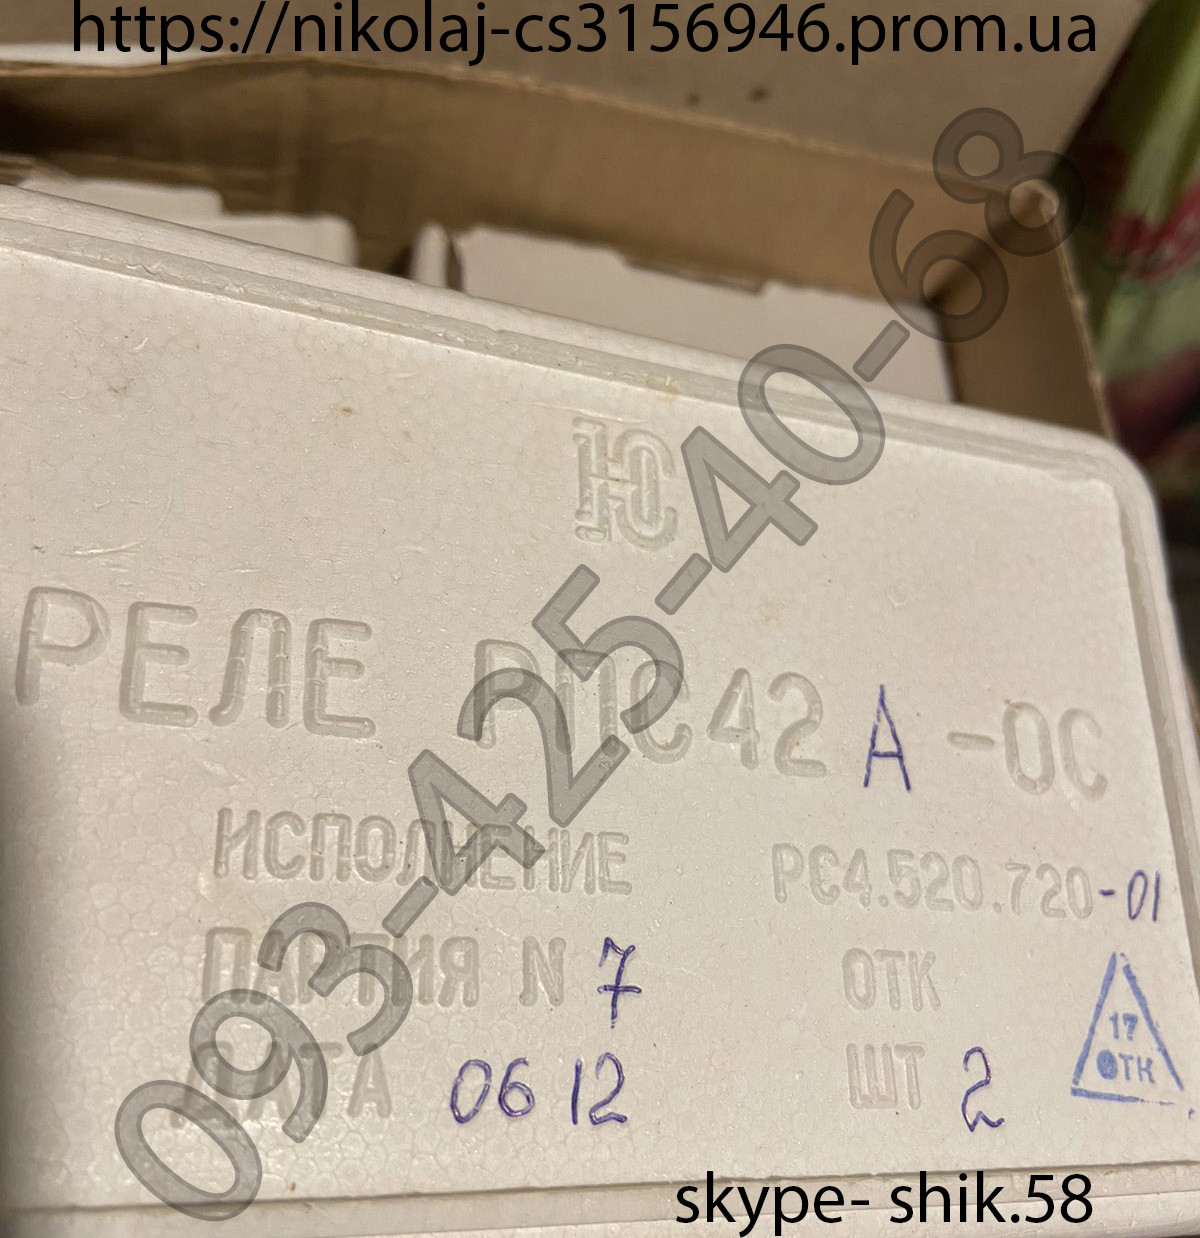 https://nikolaj-cs3156946.prom.ua
Ю
РЕЛЕ РПС42 А -ОС
ИСПОЛНЕНИЕ РС4.520.720-01
ПАРТИЯ N 7 ОТК
17
ОТК
ДАТА 06 12 ШТ 2
093-425-40-68
skype- shik.58